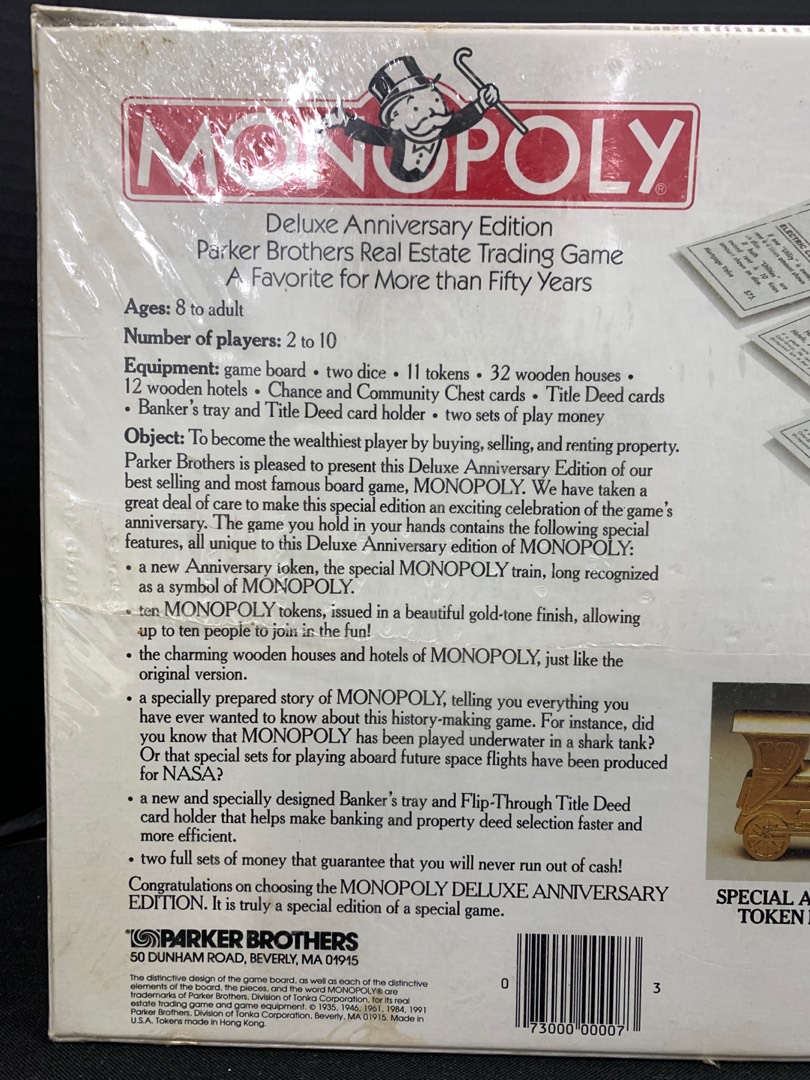 MONOPOLY®
Deluxe Anniversary Edition
Parker Brothers Real Estate Trading Game
A Favorite for More than Fifty Years
Ages: 8 to adult
Number of players: 2 to 10
Equipment: game board • two dice • 11 tokens • 32 wooden houses •
12 wooden hotels • Chance and Community Chest cards • Title Deed cards
• Banker's tray and Title Deed card holder • two sets of play money
Object: To become the wealthiest player by buying, selling, and renting property.
Parker Brothers is pleased to present this Deluxe Anniversary Edition of our
best selling and most famous board game, MONOPOLY. We have taken a
great deal of care to make this special edition an exciting celebration of the game's
anniversary. The game you hold in your hands contains the following special
features, all unique to this Deluxe Anniversary edition of MONOPOLY:
• a new Anniversary token, the special MONOPOLY train, long recognized
as a symbol of MONOPOLY.
• ten MONOPOLY tokens, issued in a beautiful gold-tone finish, allowing
up to ten people to join in the fun!
• the charming wooden houses and hotels of MONOPOLY, just like the
original version.
• a specially prepared story of MONOPOLY, telling you everything you
have ever wanted to know about this history-making game. For instance, did
you know that MONOPOLY has been played underwater in a shark tank?
Or that special sets for playing aboard future space flights have been produced
for NASA?
• a new and specially designed Banker's tray and Flip-Through Title Deed
card holder that helps make banking and property deed selection faster and
more efficient.
• two full sets of money that guarantee that you will never run out of cash!
Congratulations on choosing the MONOPOLY DELUXE ANNIVERSARY
EDITION. It is truly a special edition of a special game.
PARKER BROTHERS
50 DUNHAM ROAD, BEVERLY, MA 01915
The distinctive design of the game board, as well as each of the distinctive
elements of the board, the pieces, and the word MONOPOLY® are
trademarks of Parker Brothers, Division of Tonka Corporation, for its real
estate trading game and game equipment. © 1935, 1946, 1961, 1984, 1991
Parker Brothers, Division of Tonka Corporation, Beverly, MA 01915. Made in
U.S.A. Tokens made in Hong Kong.
0 73000 00007 3
ELECTRIC
Mortgage Value $75
SPECIAL A
TOKEN